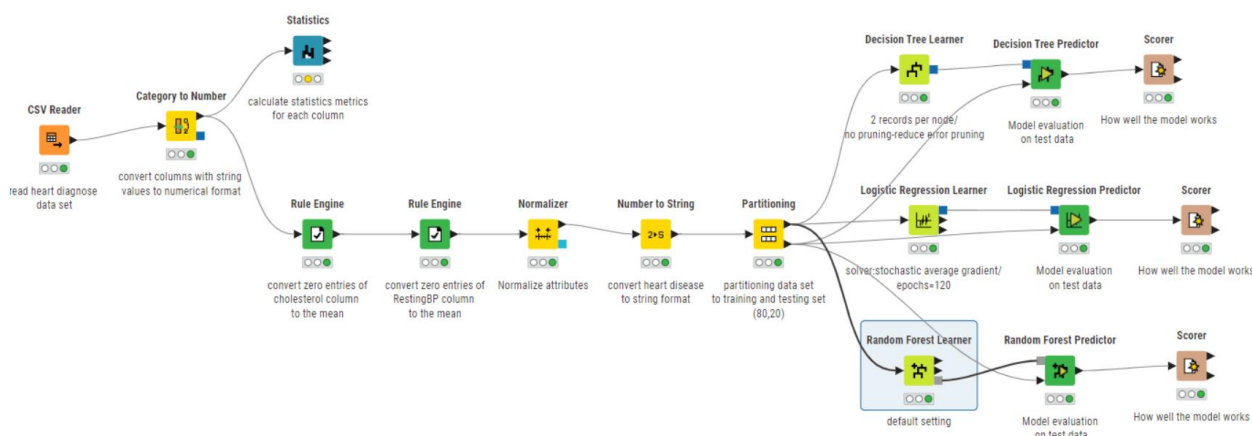 Statistics
calculate statistics metrics
for each column
CSV Reader
read heart diagnose
data set
Category to Number
convert columns with string
values to numerical format
Rule Engine
convert zero entries of
cholesterol column
to the mean
Rule Engine
convert zero entries of
RestingBP column
to the mean
Normalizer
Normalize attributes
Number to String
2▸S
convert heart disease
to string format
Partitioning
partitioning data set
to training and testing set
(80,20)
Decision Tree Learner
2 records per node/
no pruning-reduce error pruning
Decision Tree Predictor
Model evaluation
on test data
Scorer
How well the model works
Logistic Regression Learner
solver:stochastic average gradient/
epochs=120
Logistic Regression Predictor
Model evaluation
on test data
Scorer
How well the model works
Random Forest Learner
default setting
Random Forest Predictor
Model evaluation
on test data
Scorer
How well the model works